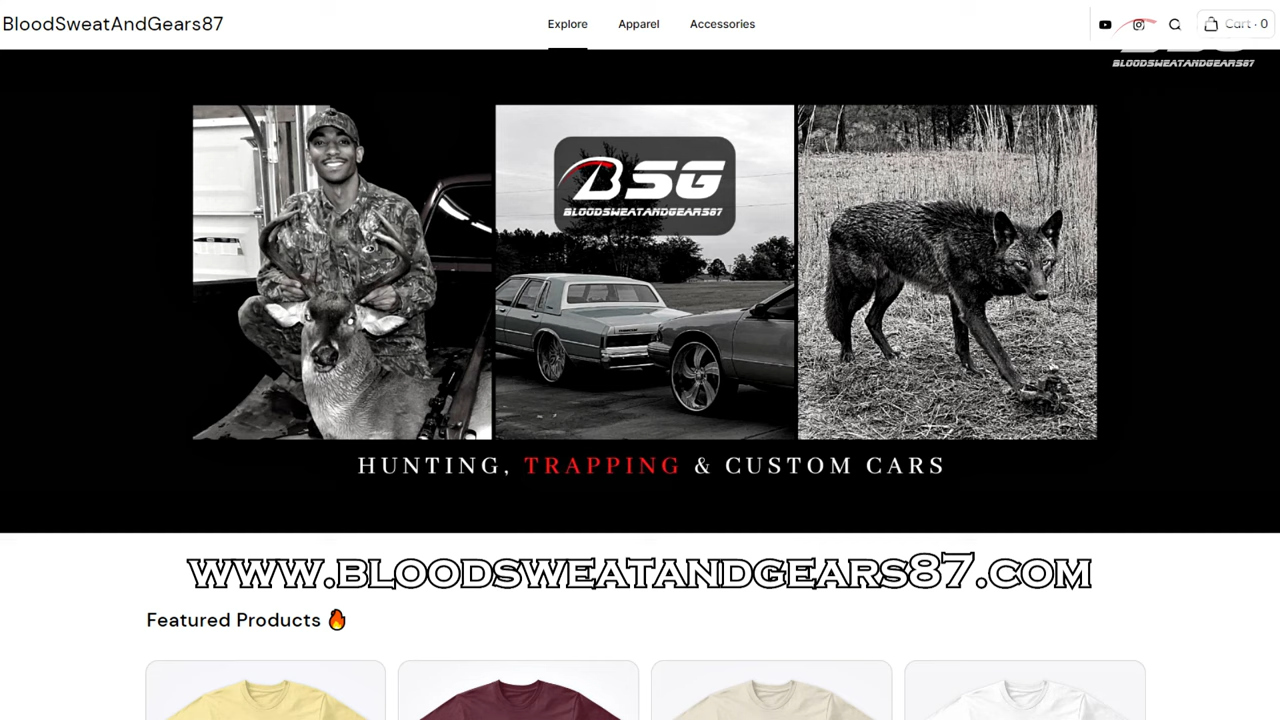 BloodSweatAndGears87
Explore Apparel Accessories
Cart · 0
BLOODSWEATANDGEARS87
BSG
BLOODSWEATANDGEARS87
HUNTING, TRAPPING & CUSTOM CARS
WWW.BLOODSWEATANDGEARS87.COM
Featured Products 🔥